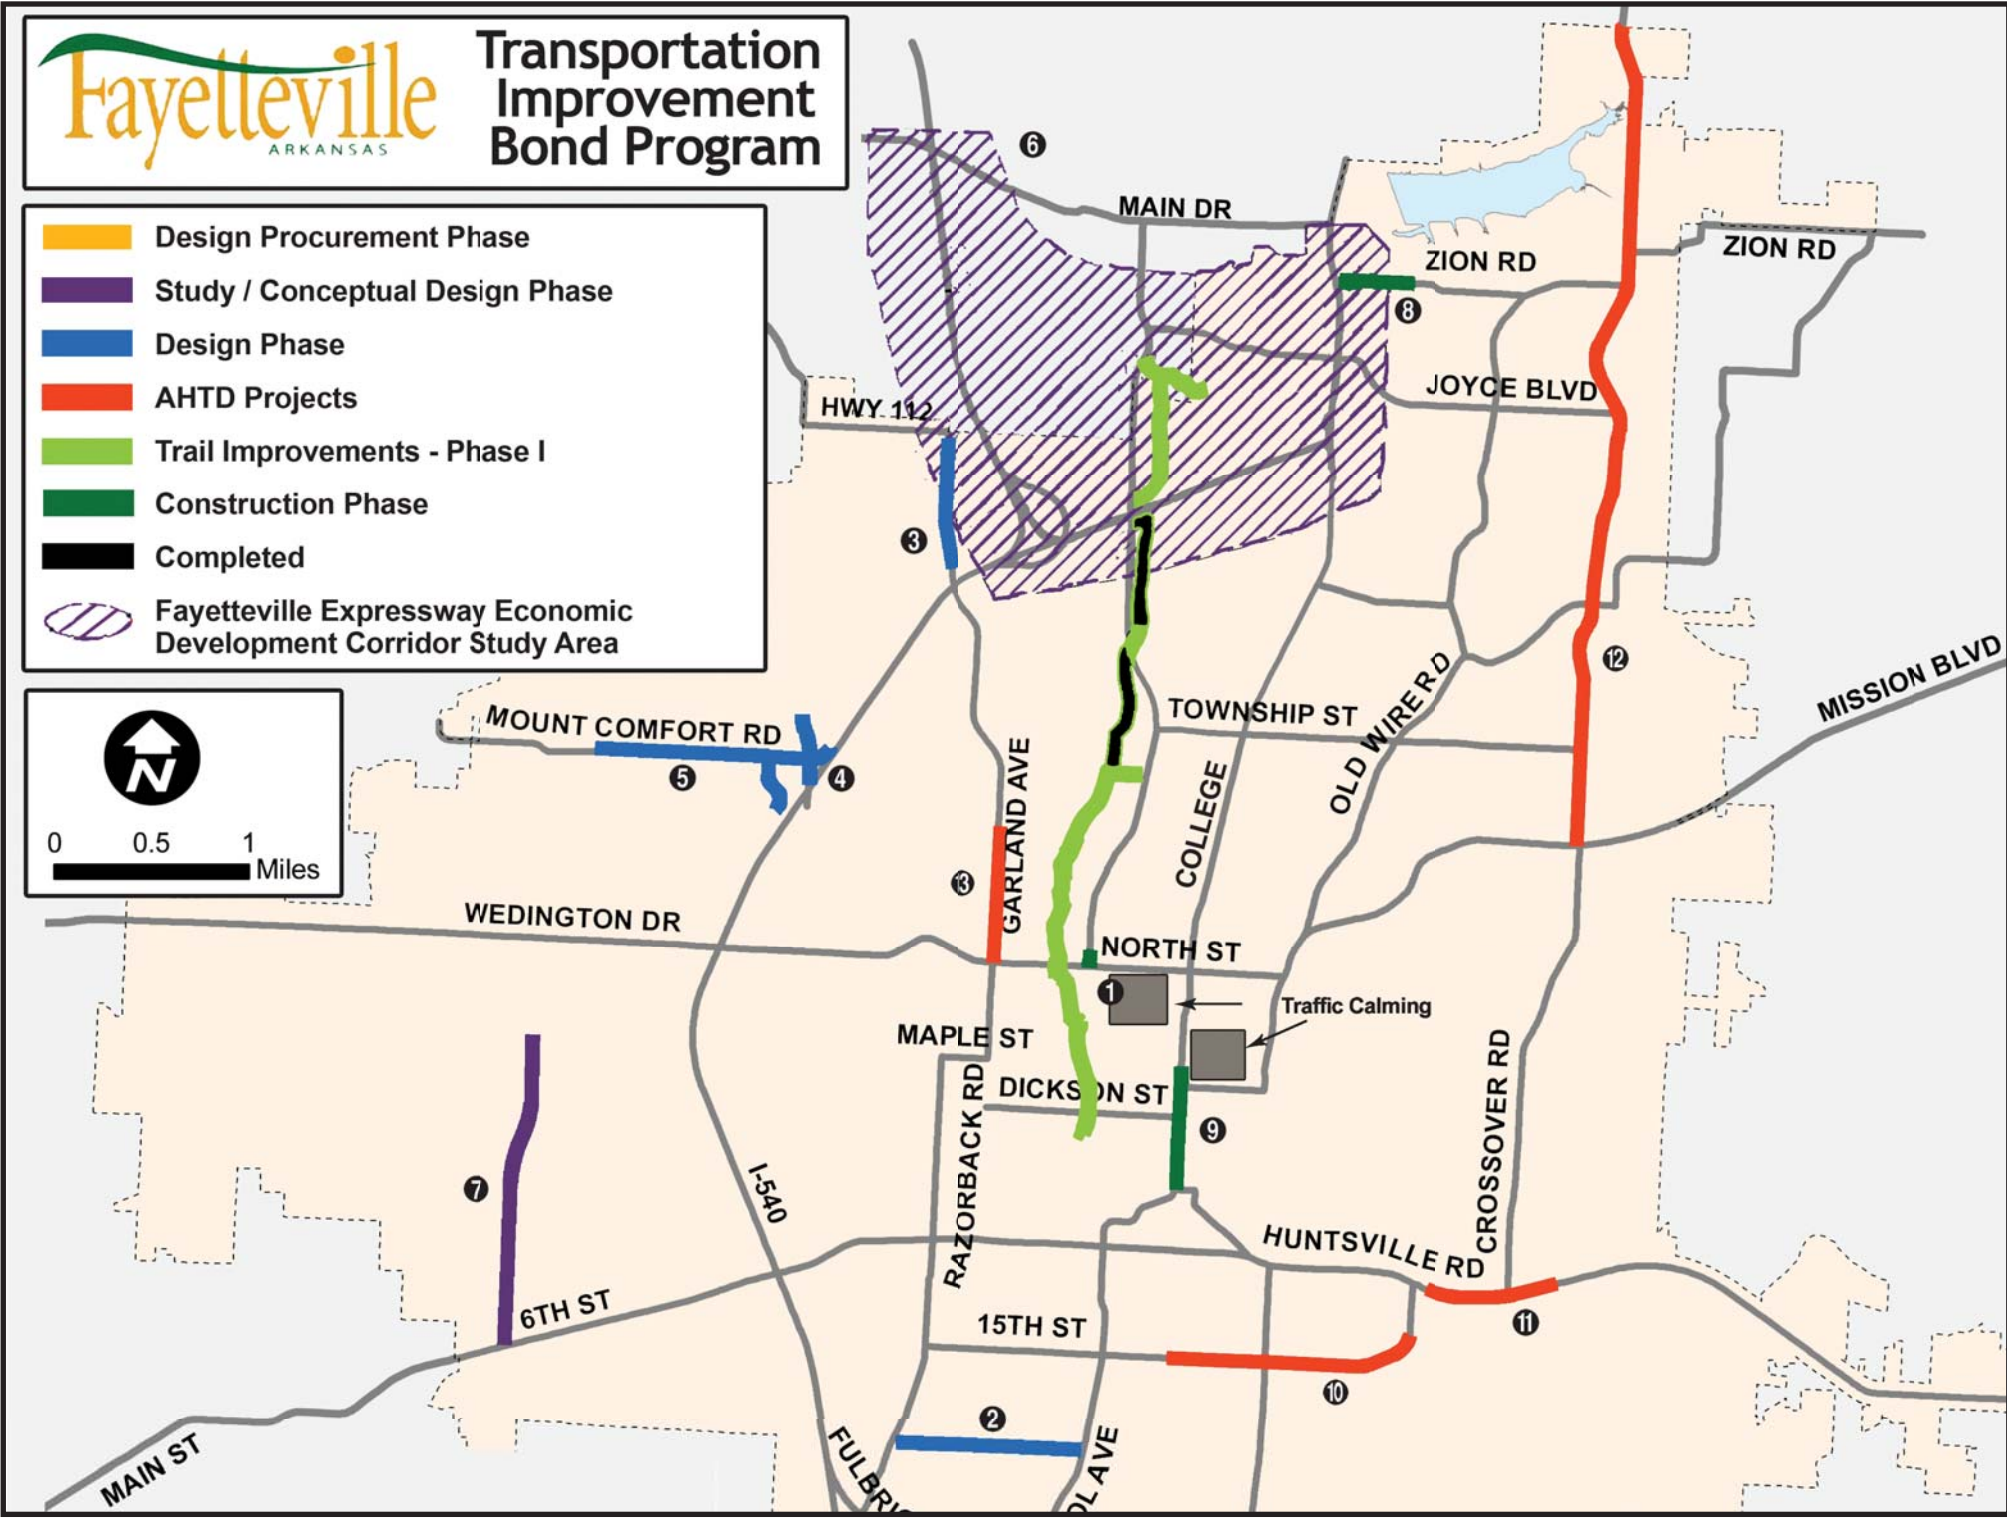 Fayetteville
ARKANSAS
Transportation
Improvement
Bond Program
Design Procurement Phase
Study / Conceptual Design Phase
Design Phase
AHTD Projects
Trail Improvements - Phase I
Construction Phase
Completed
Fayetteville Expressway Economic
Development Corridor Study Area
N
0 0.5 1
Miles
6
MAIN DR
ZION RD
ZION RD
8
JOYCE BLVD
HWY 112
3
12
MISSION BLVD
MOUNT COMFORT RD
TOWNSHIP ST
OLD WIRE RD
5
4
GARLAND AVE
COLLEGE
13
WEDINGTON DR
NORTH ST
1
Traffic Calming
MAPLE ST
DICKSON ST
RAZORBACK RD
CROSSOVER RD
9
7
I-540
HUNTSVILLE RD
6TH ST
15TH ST
11
10
2
MAIN ST
FULBRI
OL AVE